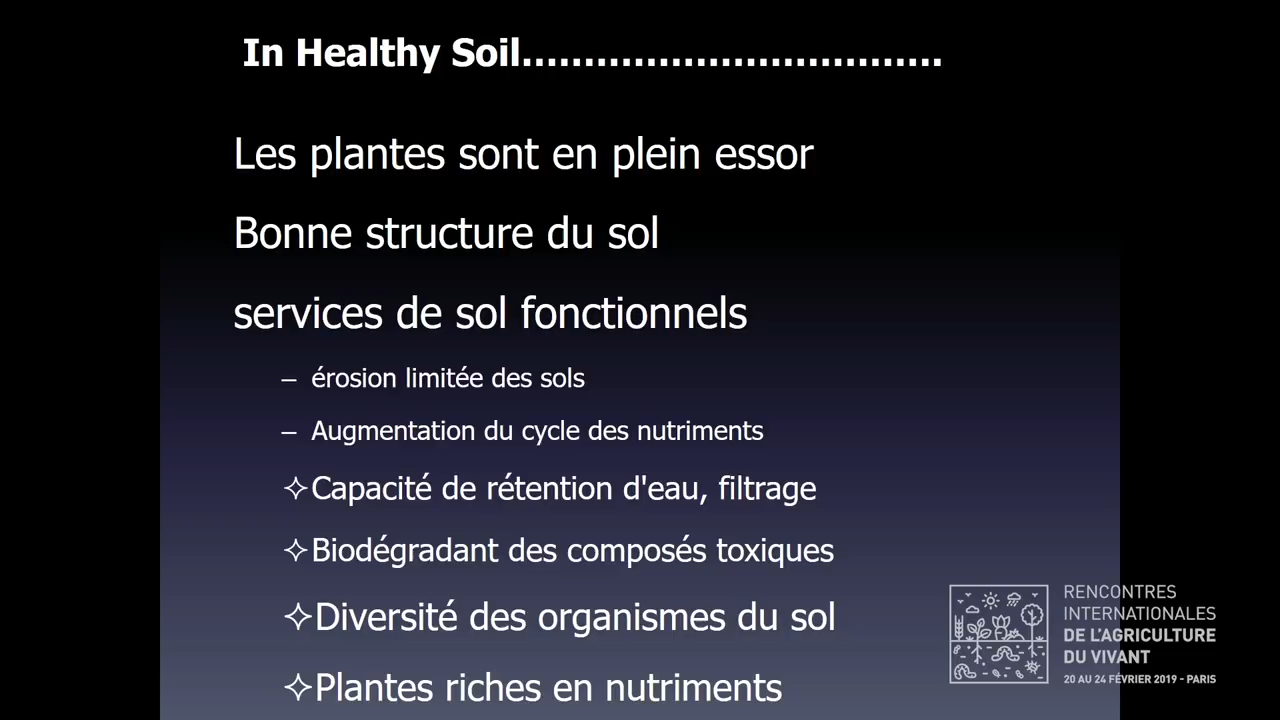 In Healthy Soil..................................
Les plantes sont en plein essor
Bonne structure du sol
services de sol fonctionnels
– érosion limitée des sols
– Augmentation du cycle des nutriments
✧Capacité de rétention d'eau, filtrage
✧Biodégradant des composés toxiques
✧Diversité des organismes du sol
✧Plantes riches en nutriments
RENCONTRES
INTERNATIONALES
DE L'AGRICULTURE
DU VIVANT
20 AU 24 FÉVRIER 2019 - PARIS